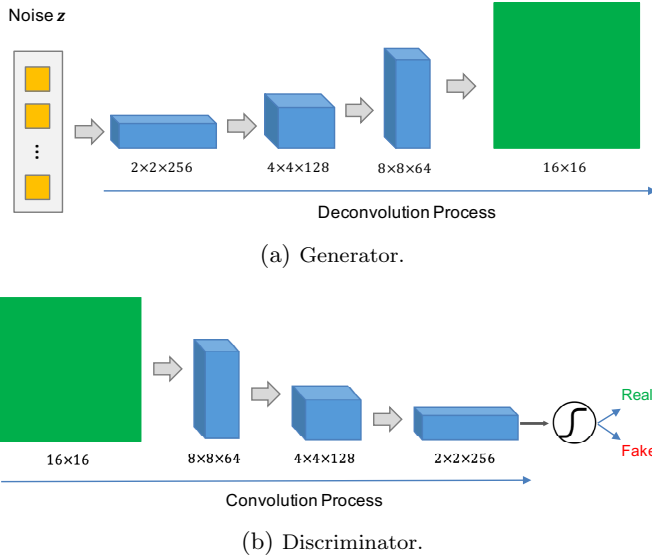 Noise z
...
2×2×256
4×4×128
8×8×64
16×16
Deconvolution Process
(a) Generator.
Real
Fake
16×16
8×8×64
4×4×128
2×2×256
Convolution Process
(b) Discriminator.